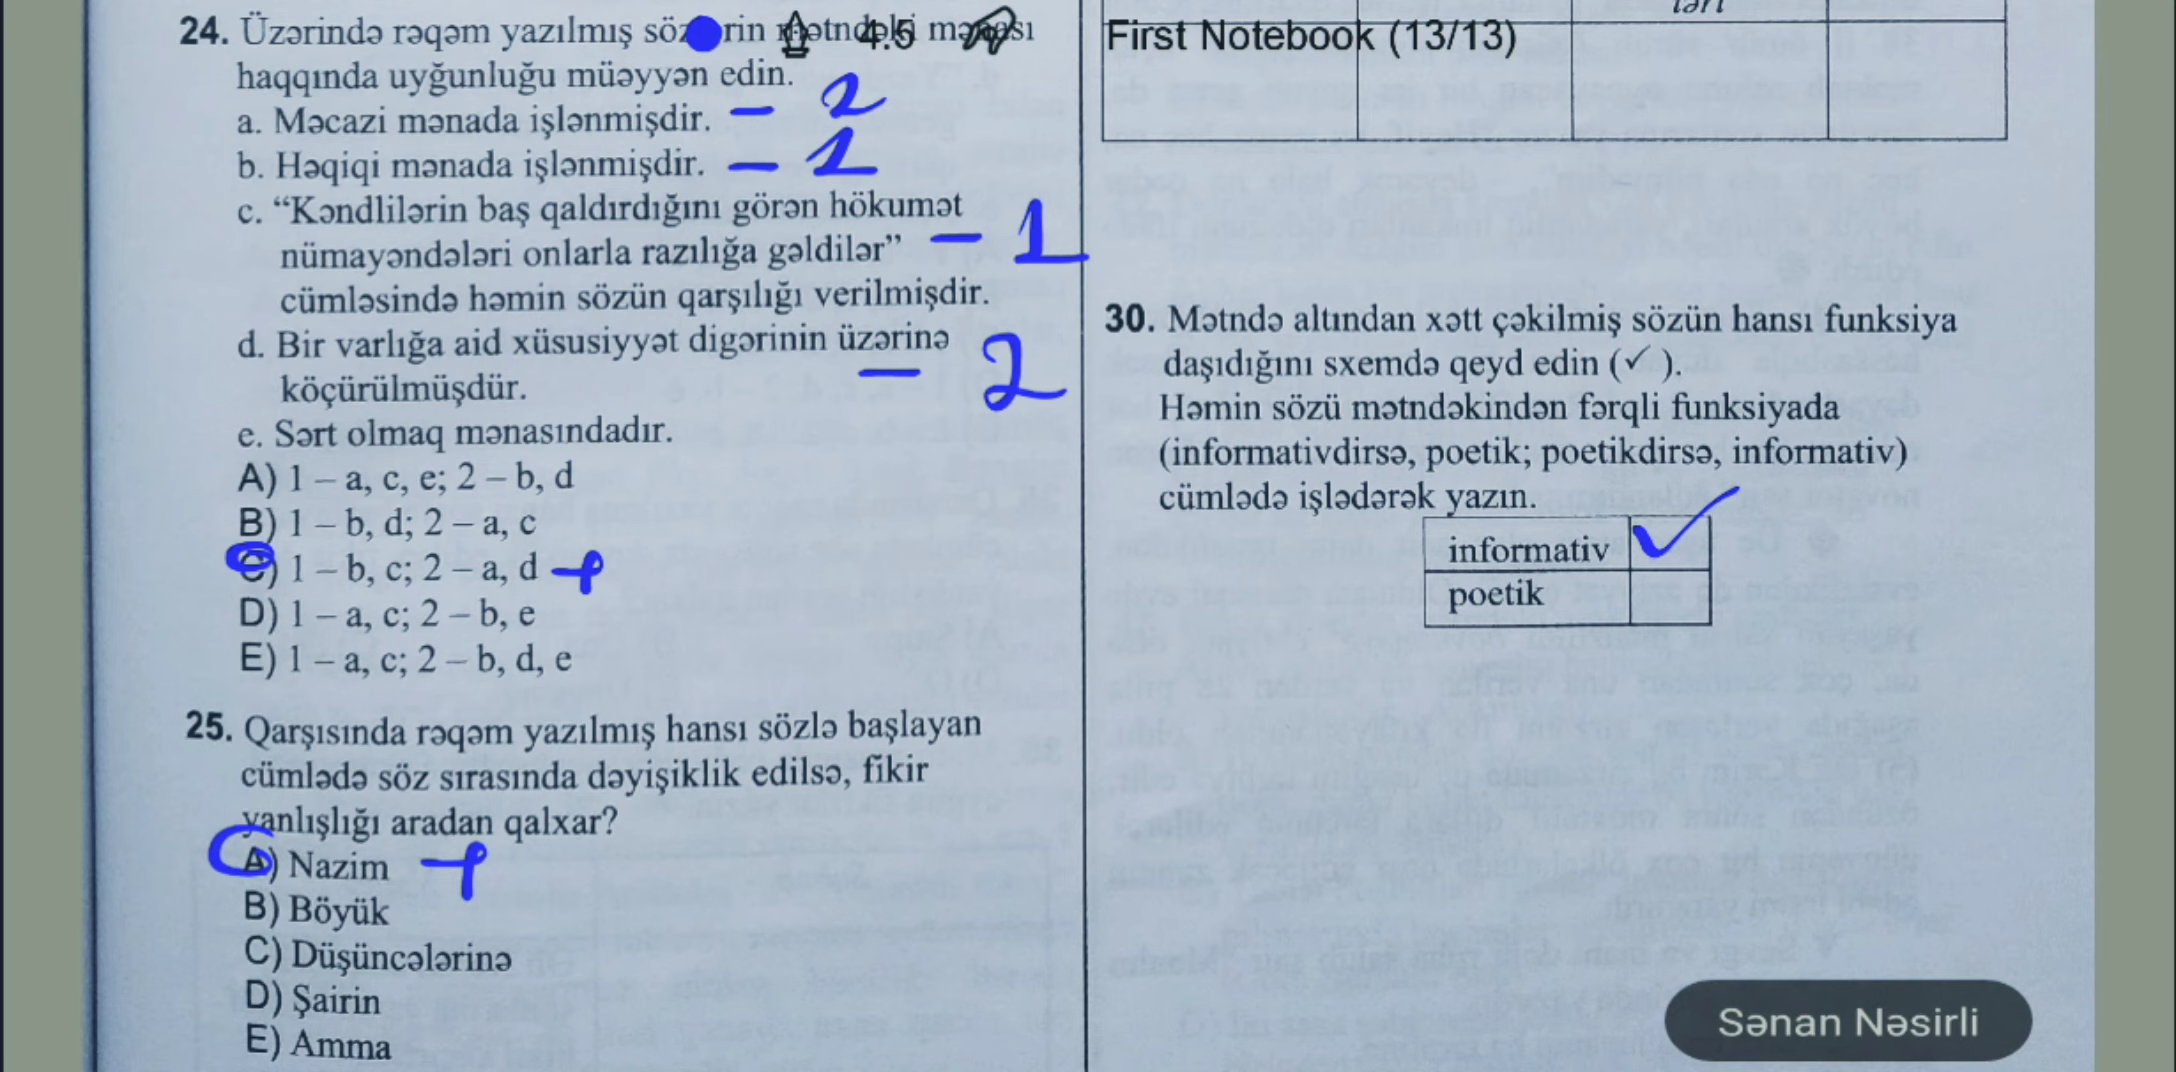 24. Üzərində rəqəm yazılmış söz rin mətndəki mənası
haqqında uyğunluğu müəyyən edin.
a. Məcazi mənada işlənmişdir. – 2
b. Həqiqi mənada işlənmişdir. – 1
c. “Kəndlilərin baş qaldırdığını görən hökumət
nümayəndələri onlarla razılığa gəldilər” – 1
cümləsində həmin sözün qarşılığı verilmişdir.
d. Bir varlığa aid xüsusiyyət digərinin üzərinə
köçürülmüşdür. – 2
e. Sərt olmaq mənasındadır.
A) 1 – a, c, e; 2 – b, d
B) 1 – b, d; 2 – a, c
C) 1 – b, c; 2 – a, d
D) 1 – a, c; 2 – b, e
E) 1 – a, c; 2 – b, d, e
25. Qarşısında rəqəm yazılmış hansı sözlə başlayan
cümlədə söz sırasında dəyişiklik edilsə, fikir
yanlışlığı aradan qalxar?
A) Nazim
B) Böyük
C) Düşüncələrinə
D) Şairin
E) Amma
4.5
First Notebook (13/13)
ləri
30. Mətndə altından xətt çəkilmiş sözün hansı funksiya
daşıdığını sxemdə qeyd edin (✓).
Həmin sözü mətndəkindən fərqli funksiyada
(informativdirsə, poetik; poetikdirsə, informativ)
cümlədə işlədərək yazın.
informativ ✓
poetik
Sənan Nəsirli